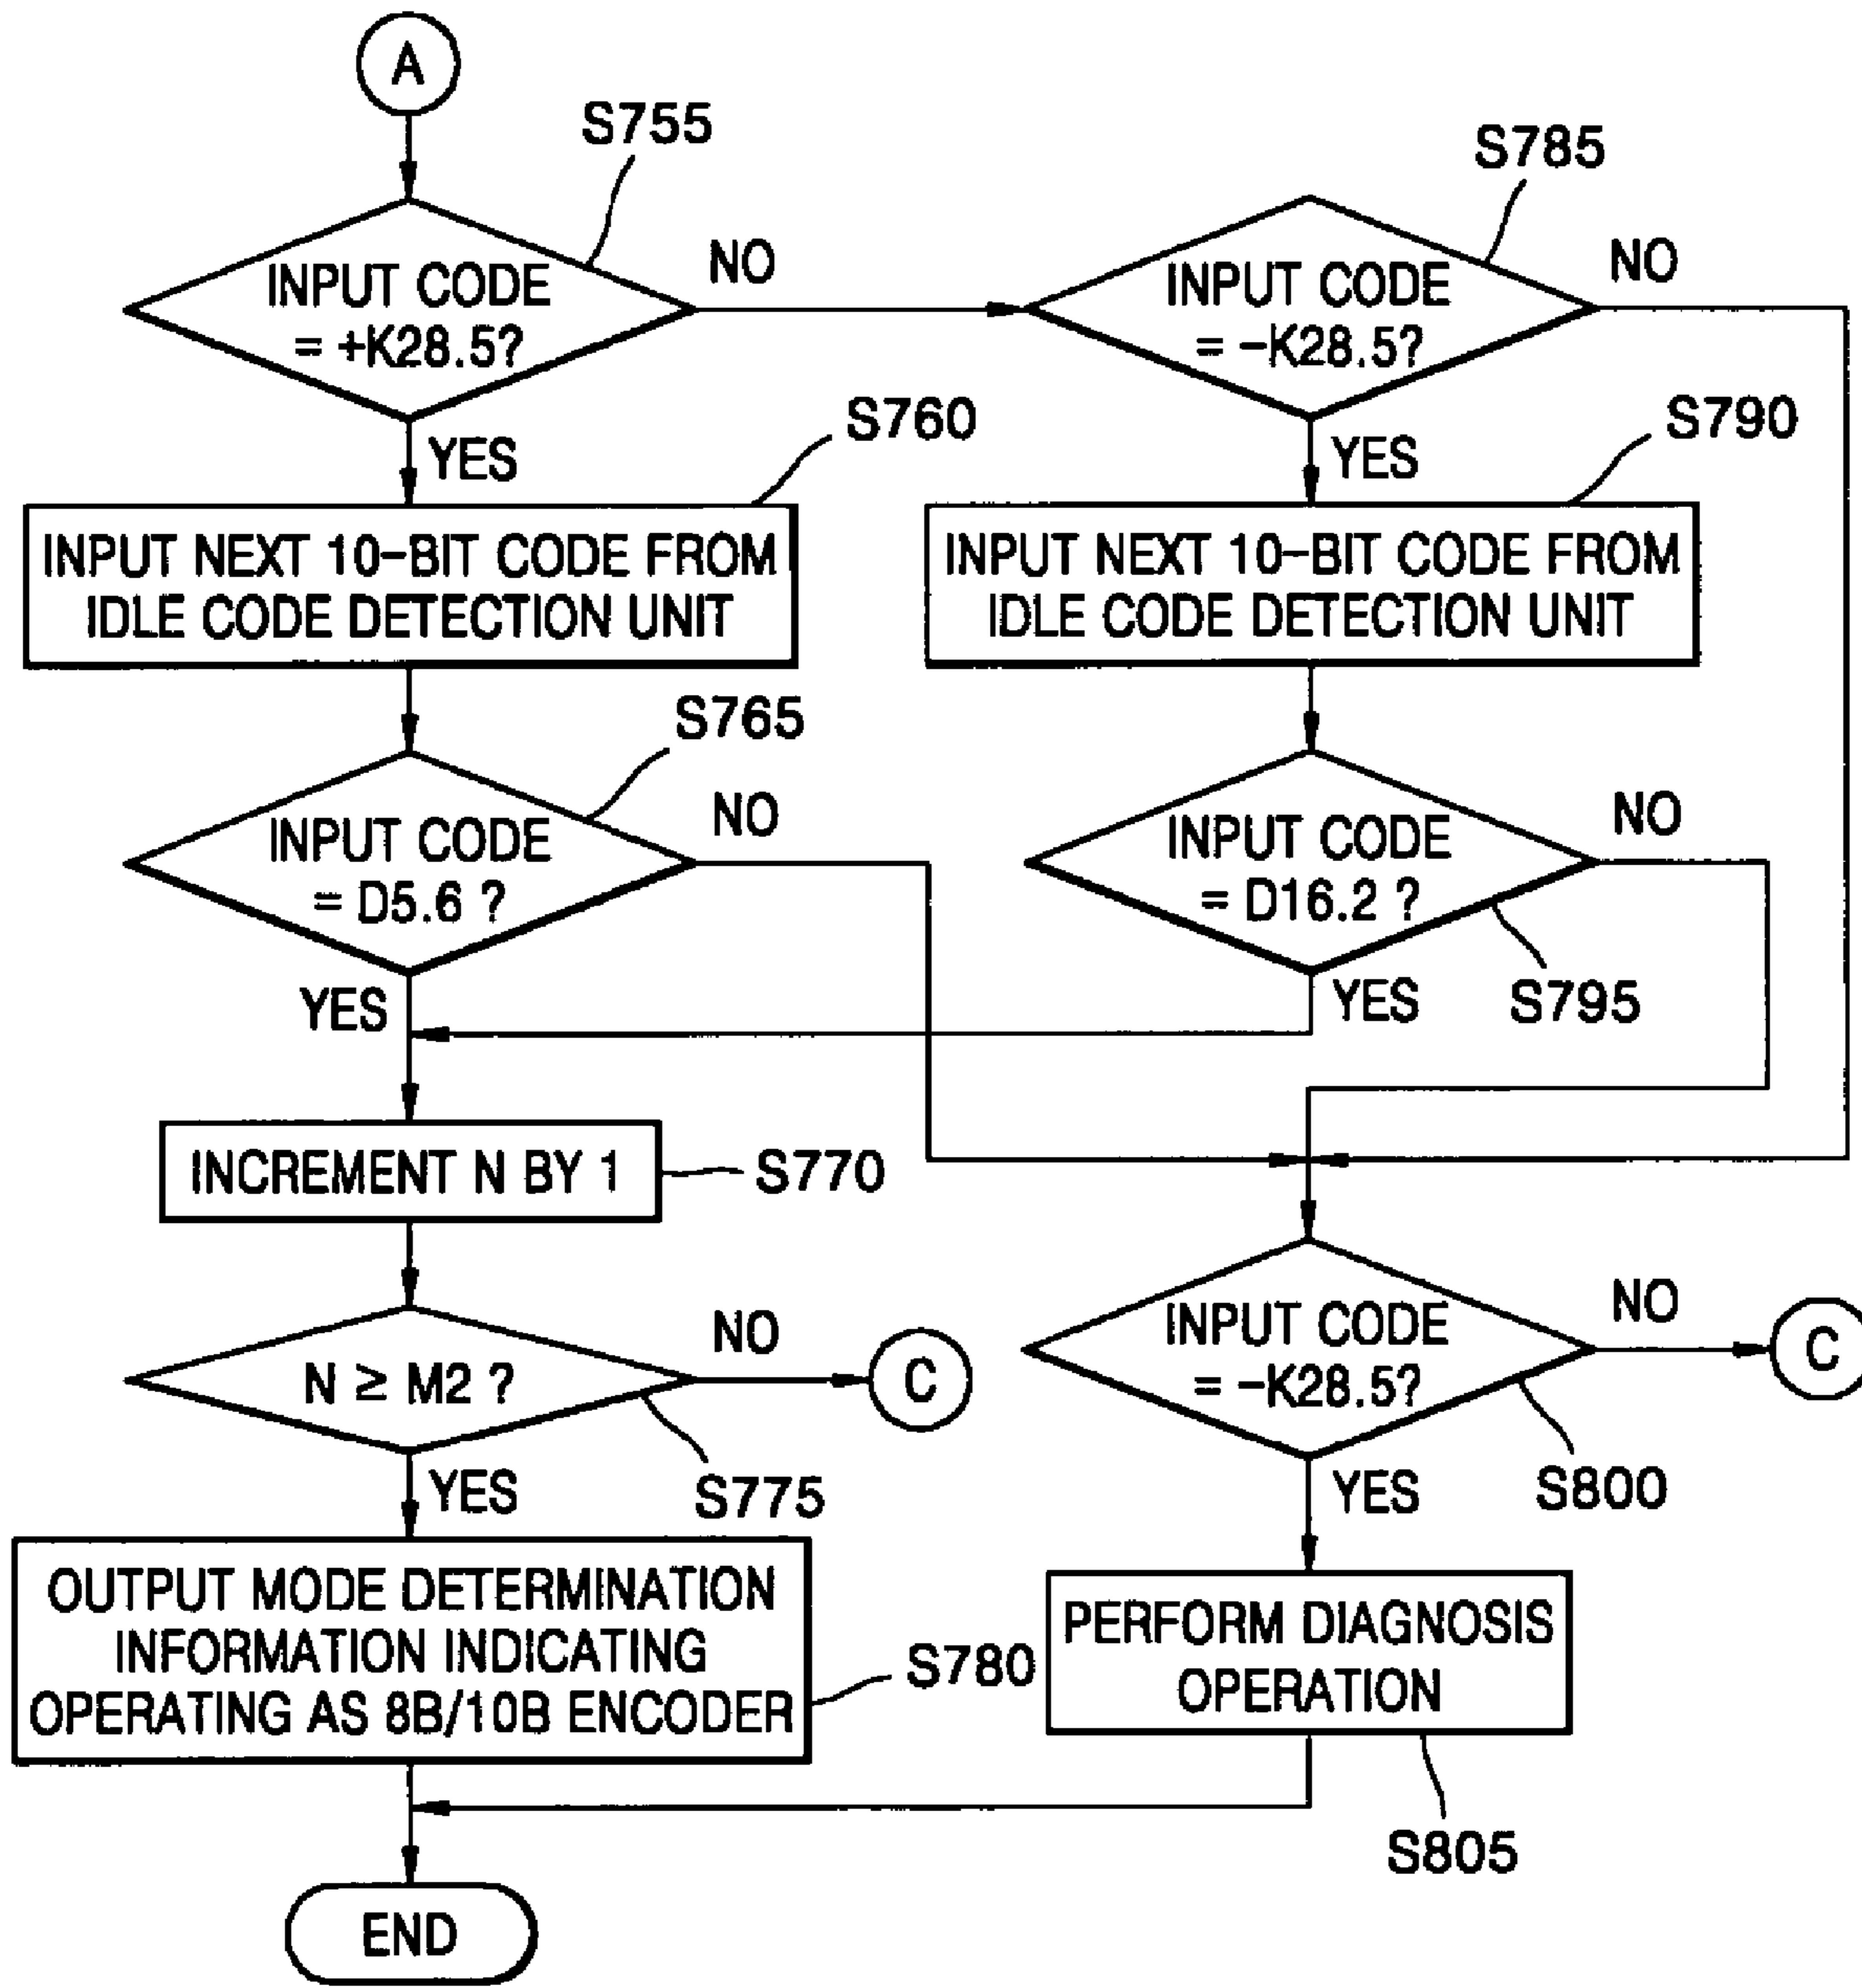 A
S755
INPUT CODE
= +K28.5?
NO
YES
S785
INPUT CODE
= -K28.5?
NO
YES
S760
INPUT NEXT 10-BIT CODE FROM
IDLE CODE DETECTION UNIT
S790
INPUT NEXT 10-BIT CODE FROM
IDLE CODE DETECTION UNIT
S765
INPUT CODE
= D5.6 ?
NO
YES
INPUT CODE
= D16.2 ?
NO
YES
S795
INCREMENT N BY 1
S770
N ≥ M2 ?
NO
C
YES
S775
INPUT CODE
= -K28.5?
NO
C
YES
S800
OUTPUT MODE DETERMINATION
INFORMATION INDICATING
OPERATING AS 8B/10B ENCODER
S780
PERFORM DIAGNOSIS
OPERATION
S805
END